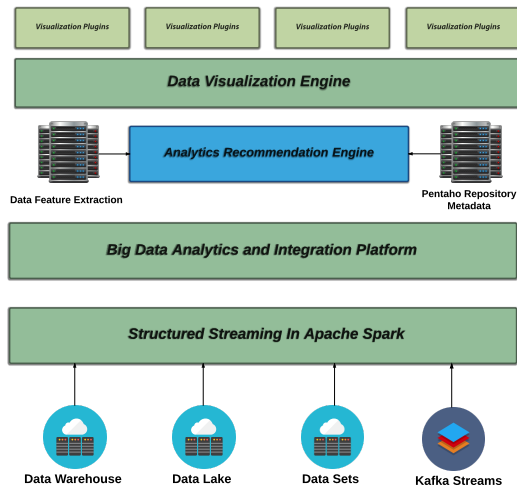 Visualization Plugins
Visualization Plugins
Visualization Plugins
Visualization Plugins
Data Visualization Engine
Analytics Recommendation Engine
Data Feature Extraction
Pentaho Repository
Metadata
Big Data Analytics and Integration Platform
Structured Streaming In Apache Spark
Data Warehouse
Data Lake
Data Sets
Kafka Streams